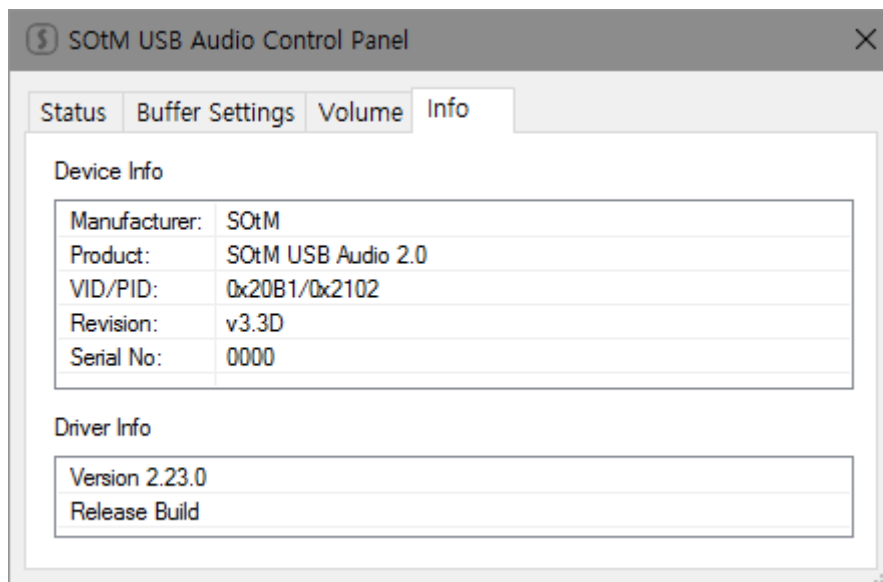 SOtM USB Audio Control Panel
Status Buffer Settings Volume Info
Device Info
Manufacturer: SOtM
Product: SOtM USB Audio 2.0
VID/PID: 0x20B1/0x2102
Revision: v3.3D
Serial No: 0000
Driver Info
Version 2.23.0
Release Build